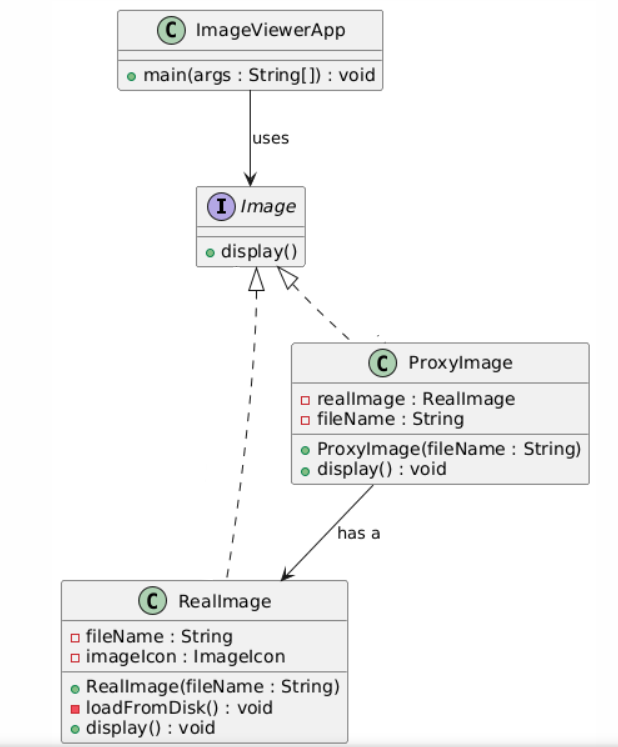 C ImageViewerApp
main(args : String[]) : void
uses
I Image
display()
C ProxyImage
realImage : RealImage
fileName : String
ProxyImage(fileName : String)
display() : void
has a
C RealImage
fileName : String
imageIcon : ImageIcon
RealImage(fileName : String)
loadFromDisk() : void
display() : void